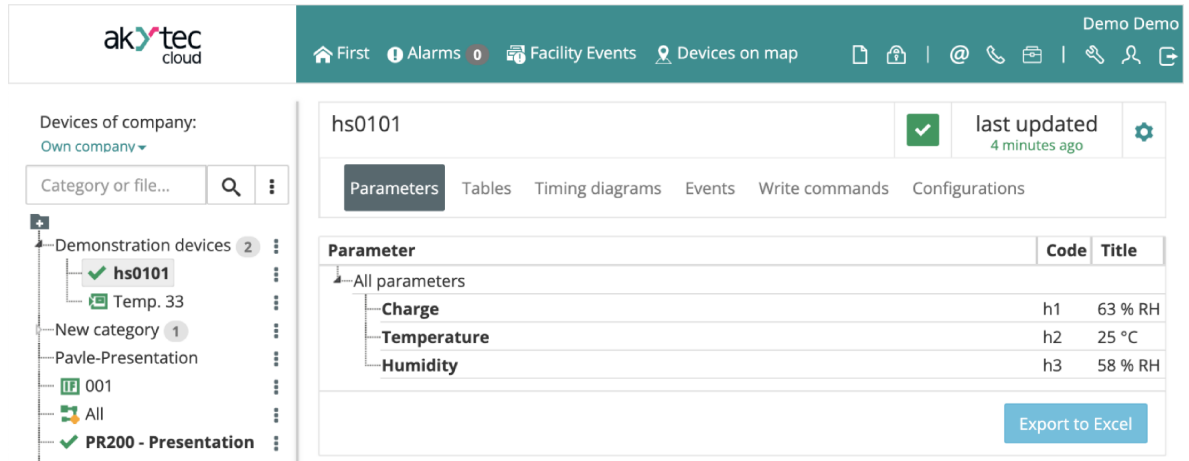 akytec
cloud
Demo Demo
First Alarms 0 Facility Events Devices on map
Devices of company:
Own company
Category or file...
Demonstration devices 2
hs0101
Temp. 33
New category 1
Pavle-Presentation
IF 001
All
PR200 - Presentation
hs0101
last updated
4 minutes ago
Parameters Tables Timing diagrams Events Write commands Configurations
Parameter Code Title
All parameters
Charge h1 63 % RH
Temperature h2 25 °C
Humidity h3 58 % RH
Export to Excel